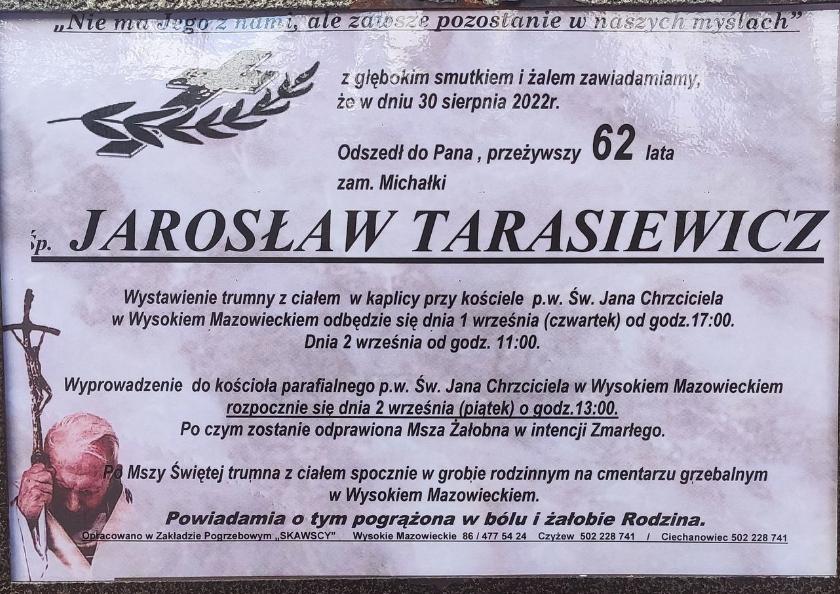 „Nie ma Jego z nami, ale zawsze pozostanie w naszych myślach”
z głębokim smutkiem i żalem zawiadamiamy,
że w dniu 30 sierpnia 2022r.
Odszedł do Pana , przeżywszy 62 lata
zam. Michałki
Śp. JAROSŁAW TARASIEWICZ
Wystawienie trumny z ciałem w kaplicy przy kościele p.w. Św. Jana Chrzciciela
w Wysokiem Mazowieckiem odbędzie się dnia 1 września (czwartek) od godz.17:00.
Dnia 2 września od godz. 11:00.
Wyprowadzenie do kościoła parafialnego p.w. Św. Jana Chrzciciela w Wysokiem Mazowieckiem
rozpocznie się dnia 2 września (piątek) o godz.13:00.
Po czym zostanie odprawiona Msza Żałobna w intencji Zmarłego.
Po Mszy Świętej trumna z ciałem spocznie w grobie rodzinnym na cmentarzu grzebalnym
w Wysokiem Mazowieckiem.
Powiadamia o tym pogrążona w bólu i żałobie Rodzina.
Opracowano w Zakładzie Pogrzebowym „SKAWSCY” Wysokie Mazowieckie 86 / 477 54 24 Czyżew 502 228 741 / Ciechanowiec 502 228 741